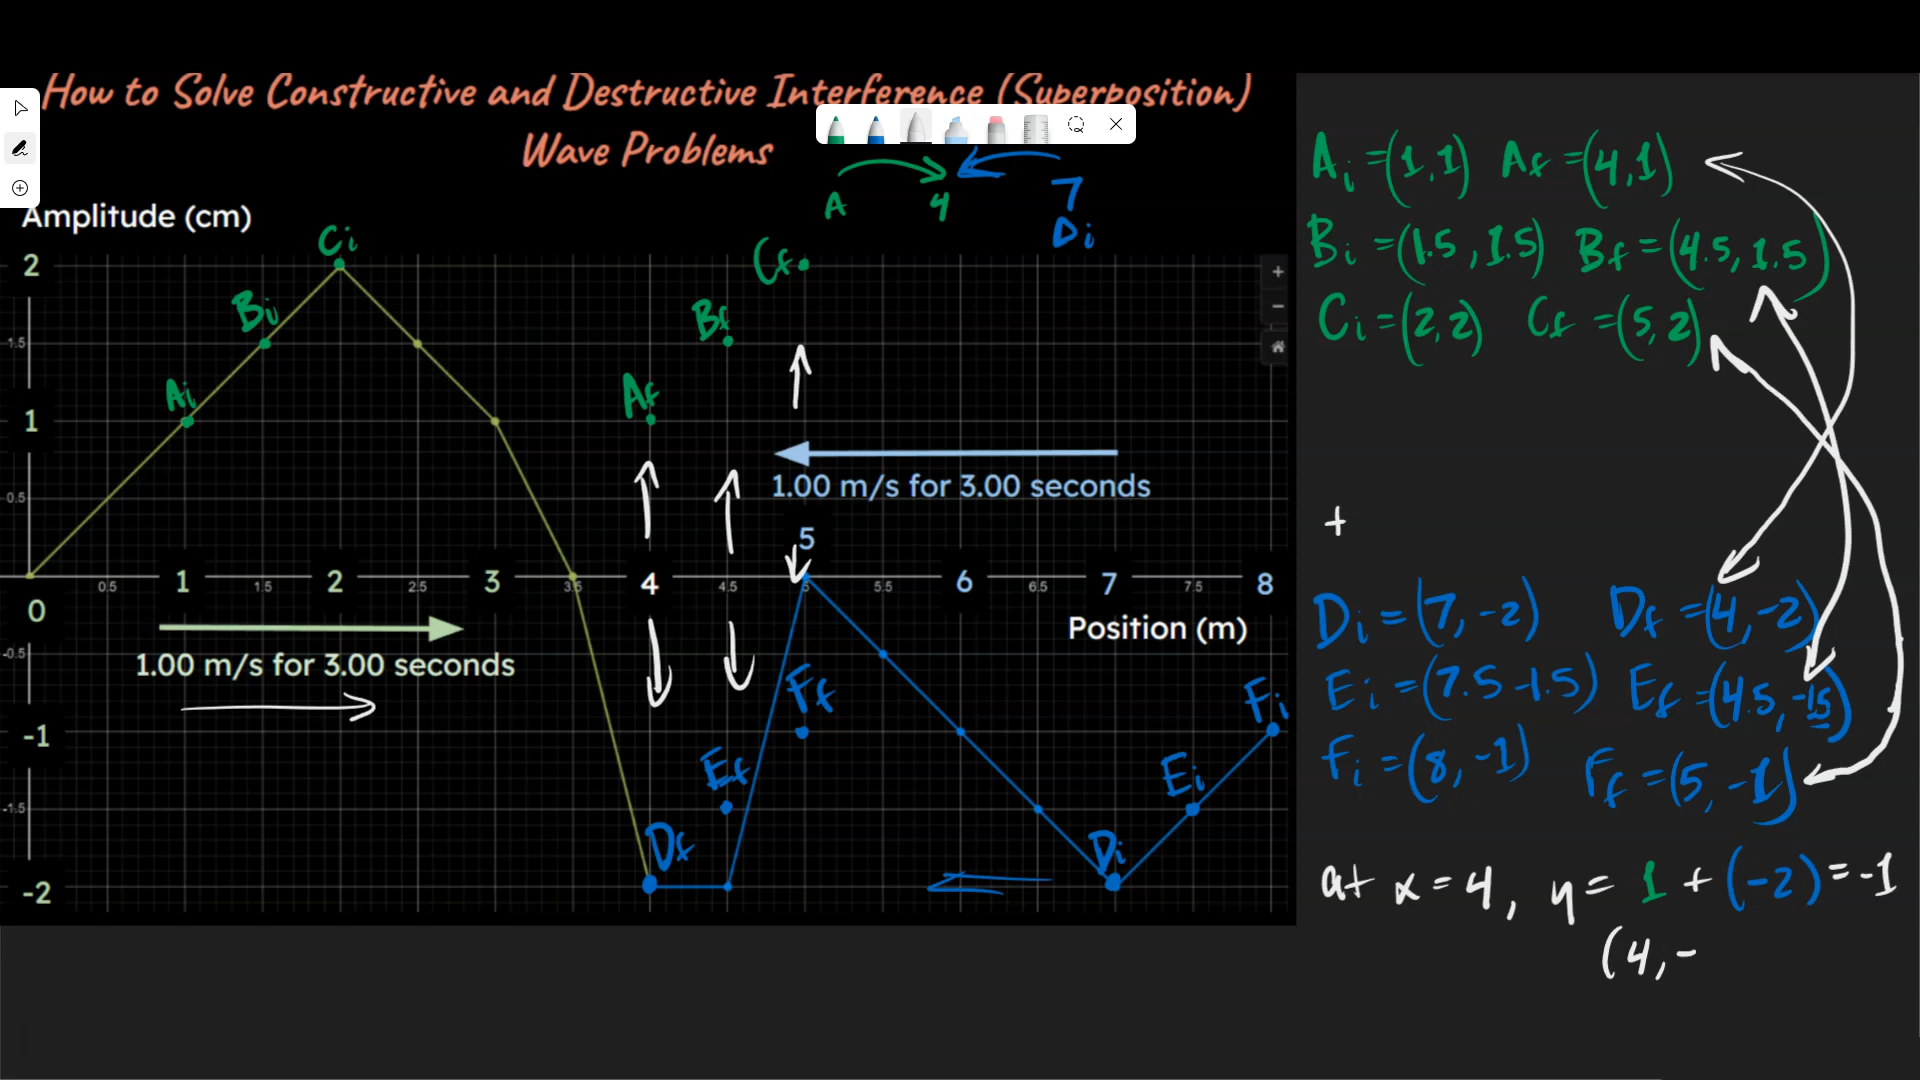 How to Solve Constructive and Destructive Interference (Superposition)
Wave Problems
A 4 7
Di
Amplitude (cm)
Ci
Cf
2
Bi
Bf
1.5
Ai
Af
1
1.00 m/s for 3.00 seconds
0.5
5
0 0.5 1 1.5 2 2.5 3 3.5 4 4.5 5 5.5 6 6.5 7 7.5 8
Position (m)
-0.5
1.00 m/s for 3.00 seconds
Ff
Fi
-1
Ef
Ei
-1.5
Df
Di
-2
Ai = (1, 1) Af = (4, 1)
Bi = (1.5, 1.5) Bf = (4.5, 1.5)
Ci = (2, 2) Cf = (5, 2)
+
Di = (7, -2) Df = (4, -2)
Ei = (7.5 -1.5) Ef = (4.5, -1.5)
Fi = (8, -1) Ff = (5, -1)
at x = 4, y = 1 + (-2) = -1
(4, -